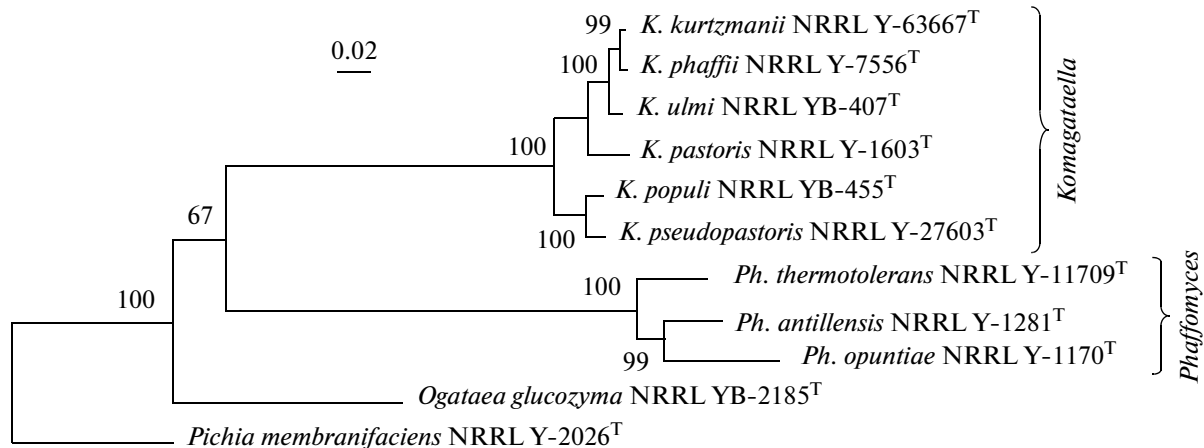 99
K. kurtzmanii NRRL Y-63667T
0.02
100
K. phaffii NRRL Y-7556T
K. ulmi NRRL YB-407T
100
K. pastoris NRRL Y-1603T
K. populi NRRL YB-455T
67
100
K. pseudopastoris NRRL Y-27603T
Komagataella
100
Ph. thermotolerans NRRL Y-11709T
100
Ph. antillensis NRRL Y-1281T
99
Ph. opuntiae NRRL Y-1170T
Phaffomyces
Ogataea glucozyma NRRL YB-2185T
Pichia membranifaciens NRRL Y-2026T